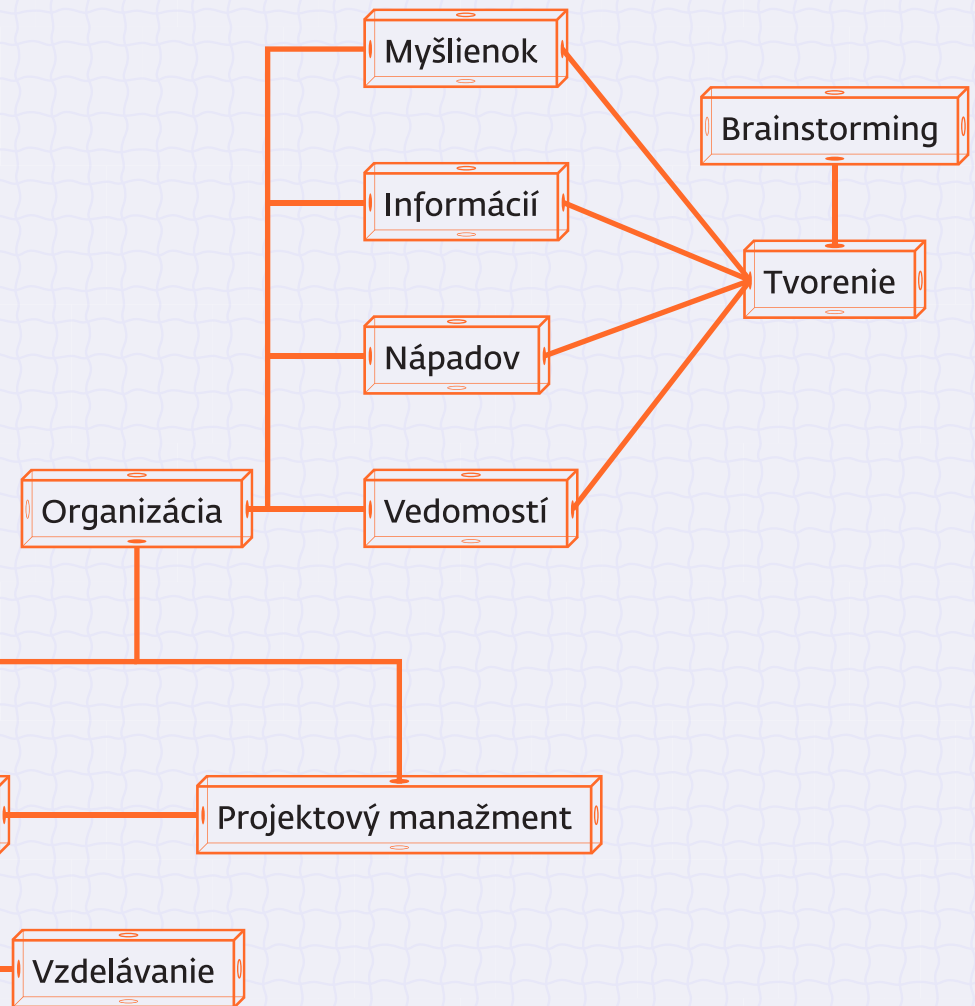 Myšlienok
Brainstorming
Informácií
Tvorenie
Nápadov
Organizácia
Vedomostí
Projektový manažment
Vzdelávanie